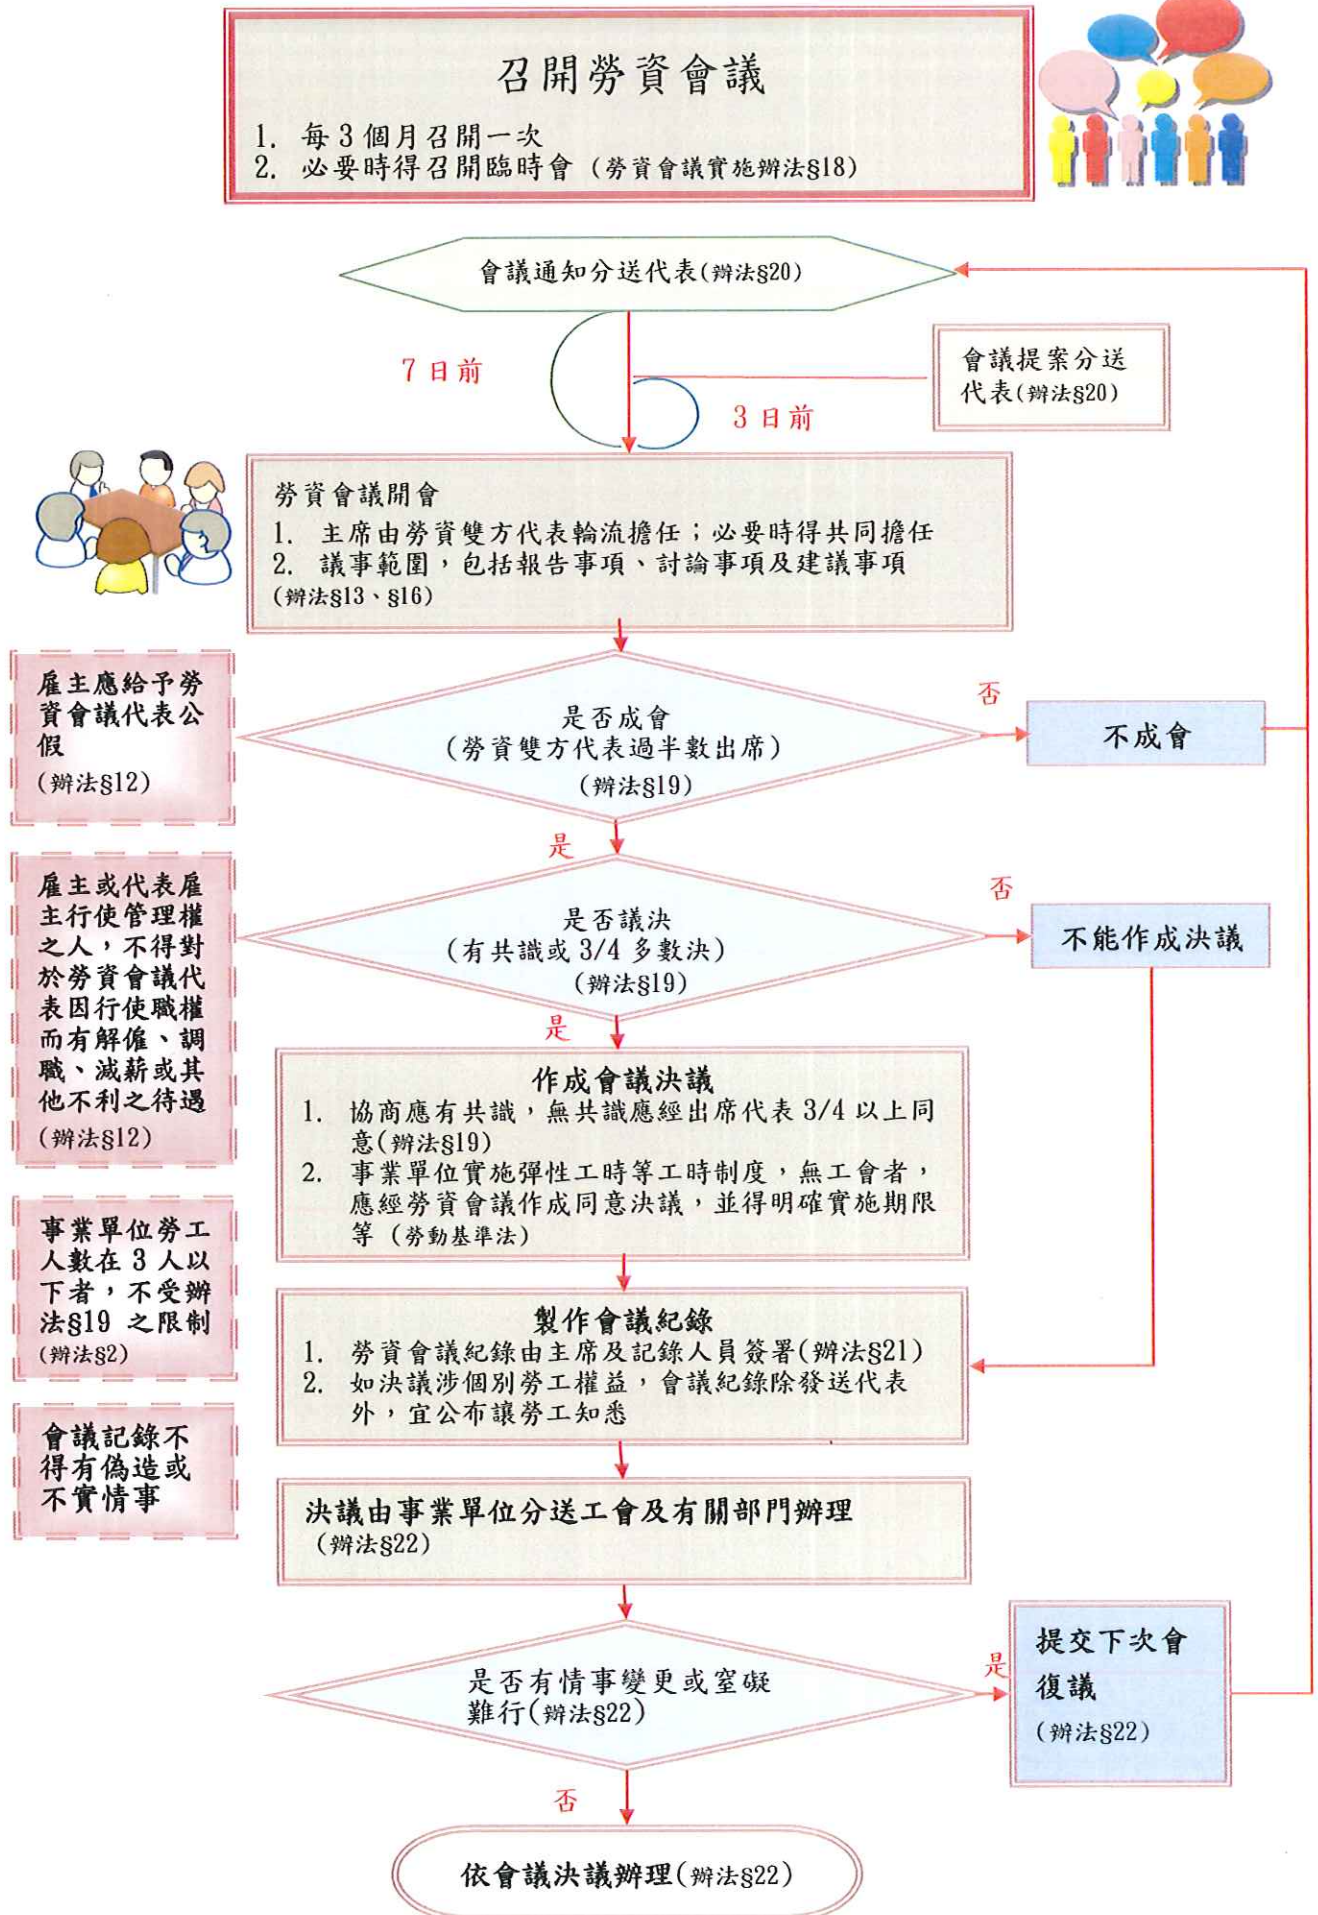 召開勞資會議
1. 每3個月召開一次
2. 必要時得召開臨時會(勞資會議實施辦法§18)
會議通知分送代表(辦法§20)
7日前
會議提案分送
代表(辦法§20)
3日前
勞資會議開會
1. 主席由勞資雙方代表輪流擔任；必要時得共同擔任
2. 議事範圍，包括報告事項、討論事項及建議事項
(辦法§13、§16)
雇主應給予勞
資會議代表公
假
(辦法§12)
是否成會
(勞資雙方代表過半數出席)
(辦法§19)
否
不成會
是
雇主或代表雇
主行使管理權
之人，不得對
於勞資會議代
表因行使職權
而有解僱、調
職、減薪或其
他不利之待遇
(辦法§12)
是否議決
(有共識或3/4多數決)
(辦法§19)
否
不能作成決議
是
作成會議決議
1. 協商應有共識，無共識應經出席代表3/4以上同
意(辦法§19)
2. 事業單位實施彈性工時等工時制度，無工會者，
應經勞資會議作成同意決議，並得明確實施期限
等(勞動基準法)
事業單位勞工
人數在3人以
下者，不受辦
法§19之限制
(辦法§2)
製作會議紀錄
1. 勞資會議紀錄由主席及記錄人員簽署(辦法§21)
2. 如決議涉個別勞工權益，會議紀錄除發送代表
外，宜公布讓勞工知悉
會議記錄不
得有偽造或
不實情事
決議由事業單位分送工會及有關部門辦理
(辦法§22)
是否有情事變更或窒礙
難行(辦法§22)
是
提交下次會
復議
(辦法§22)
否
依會議決議辦理(辦法§22)